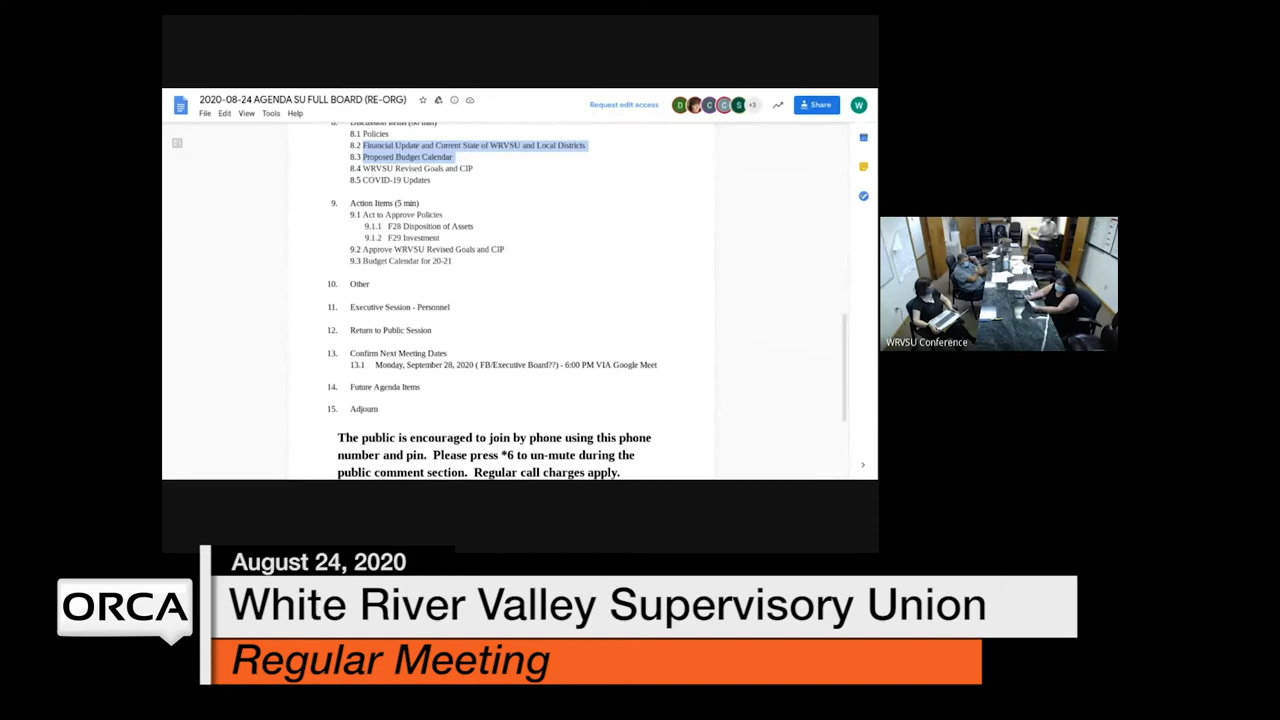 2020-08-24 AGENDA SU FULL BOARD (RE-ORG)
File Edit View Tools Help
Request edit access
D C C S +3
Share
W
8. Discussion Items (60 min)
8.1 Policies
8.2 Financial Update and Current State of WRVSU and Local Districts
8.3 Proposed Budget Calendar
8.4 WRVSU Revised Goals and CIP
8.5 COVID-19 Updates
9. Action Items (5 min)
9.1 Act to Approve Policies
9.1.1 F28 Disposition of Assets
9.1.2 F29 Investment
9.2 Approve WRVSU Revised Goals and CIP
9.3 Budget Calendar for 20-21
10. Other
11. Executive Session - Personnel
12. Return to Public Session
13. Confirm Next Meeting Dates
13.1 Monday, September 28, 2020 ( FB/Executive Board??) - 6:00 PM VIA Google Meet
14. Future Agenda Items
15. Adjourn
The public is encouraged to join by phone using this phone
number and pin. Please press *6 to un-mute during the
public comment section. Regular call charges apply.
WRVSU Conference
August 24, 2020
ORCA
White River Valley Supervisory Union
Regular Meeting